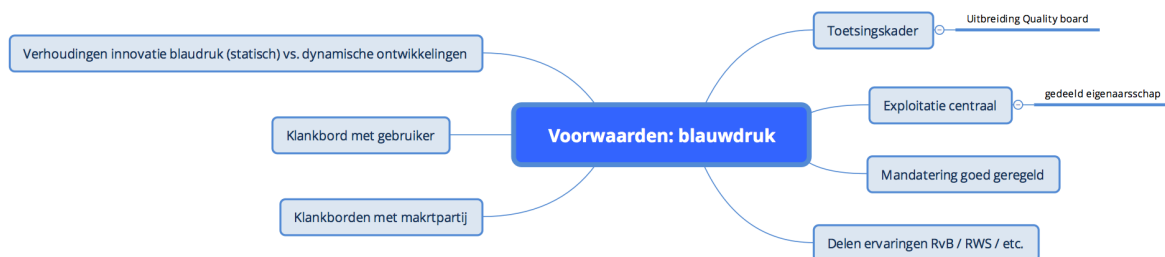 Uitbreiding Quality board
Toetsingskader
Verhoudingen innovatie blaudruk (statisch) vs. dynamische ontwikkelingen
gedeeld eigenaarsschap
Exploitatie centraal
Klankbord met gebruiker
Voorwaarden: blauwdruk
Mandatering goed geregeld
Klankborden met makrtpartij
Delen ervaringen RvB / RWS / etc.